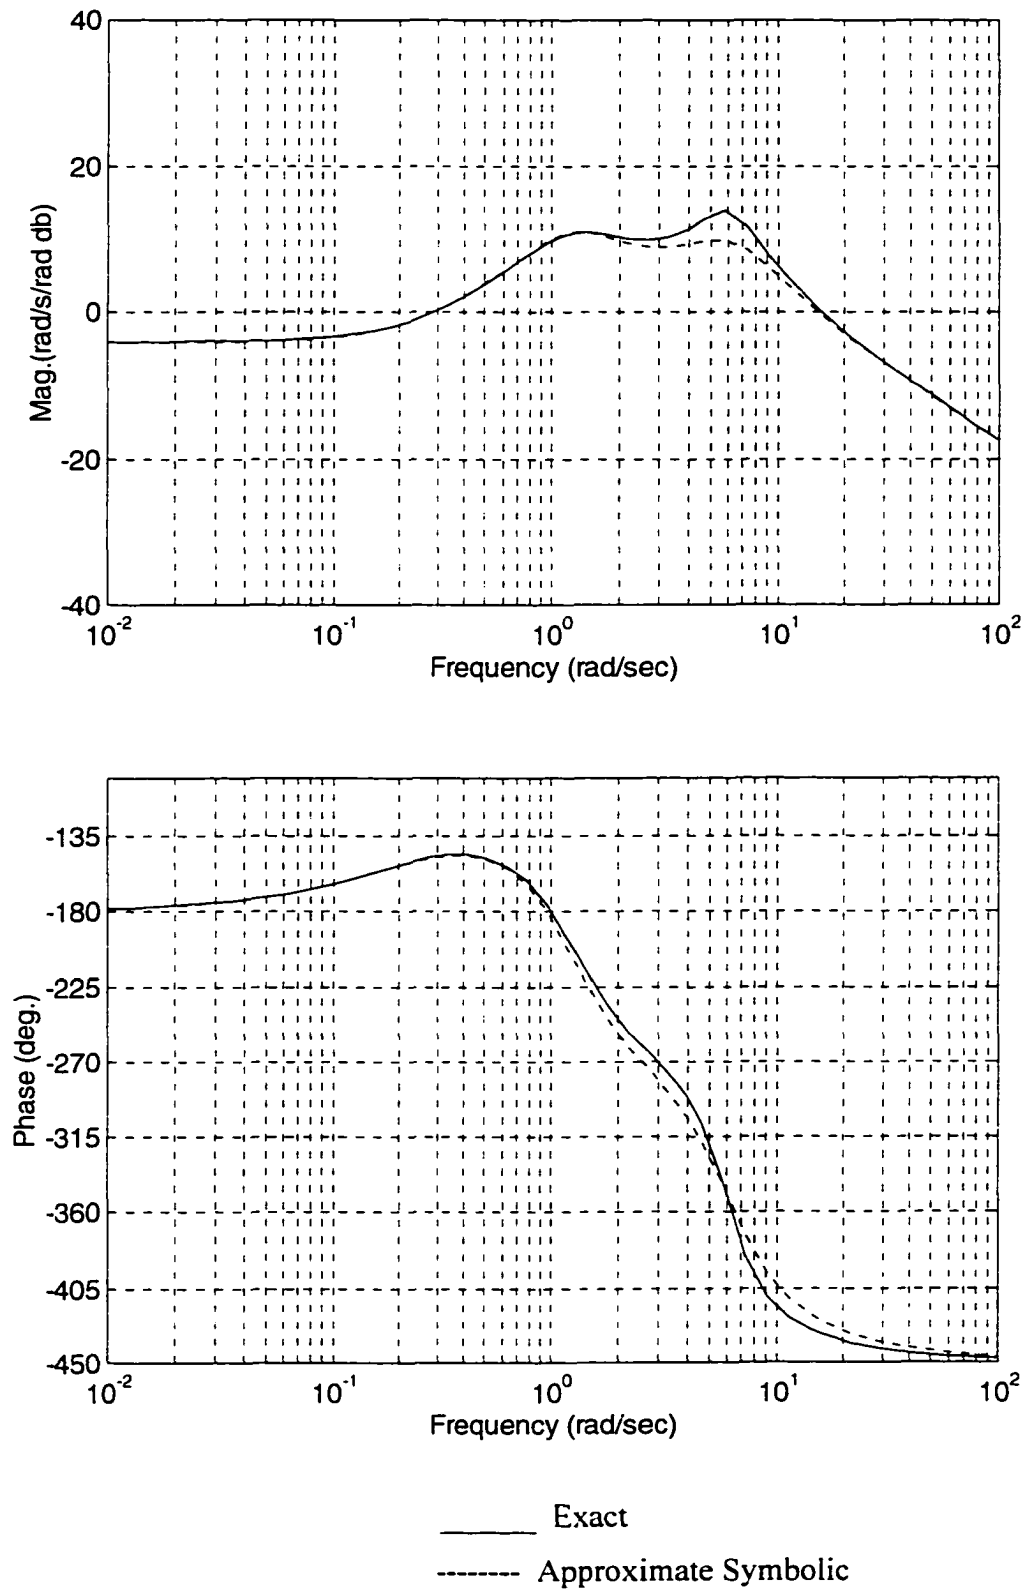 40
20
0
-20
-40
Mag.(rad/s/rad db)
10^-2 10^-1 10^0 10^1 10^2
Frequency (rad/sec)
-135
-180
-225
-270
-315
-360
-405
-450
Phase (deg.)
10^-2 10^-1 10^0 10^1 10^2
Frequency (rad/sec)
Exact
Approximate Symbolic